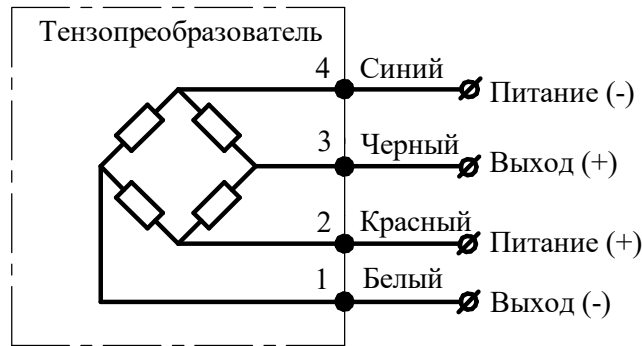 Тензопреобразователь
4 Синий
Питание (-)
3 Черный
Выход (+)
2 Красный
Питание (+)
1 Белый
Выход (-)